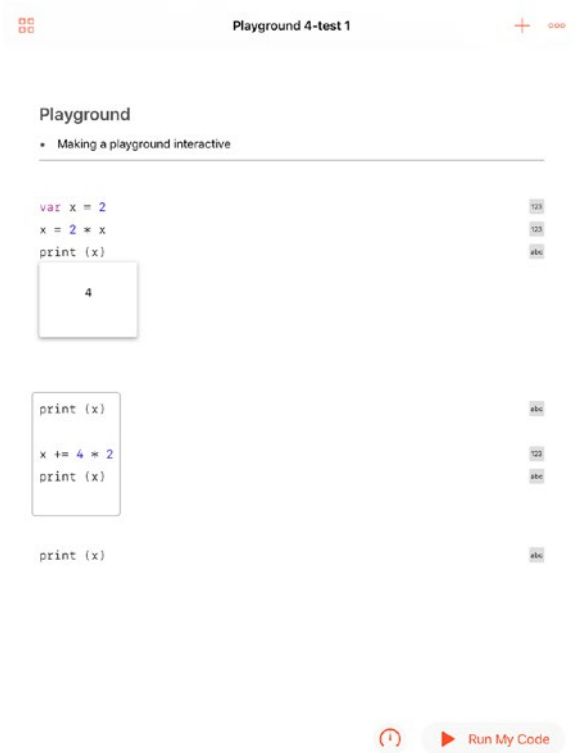 Playground 4-test 1
Playground
• Making a playground interactive
var x = 2 123
x = 2 * x 123
print (x) abc
4
print (x) abc
x += 4 * 2 123
print (x) abc
print (x) abc
Run My Code